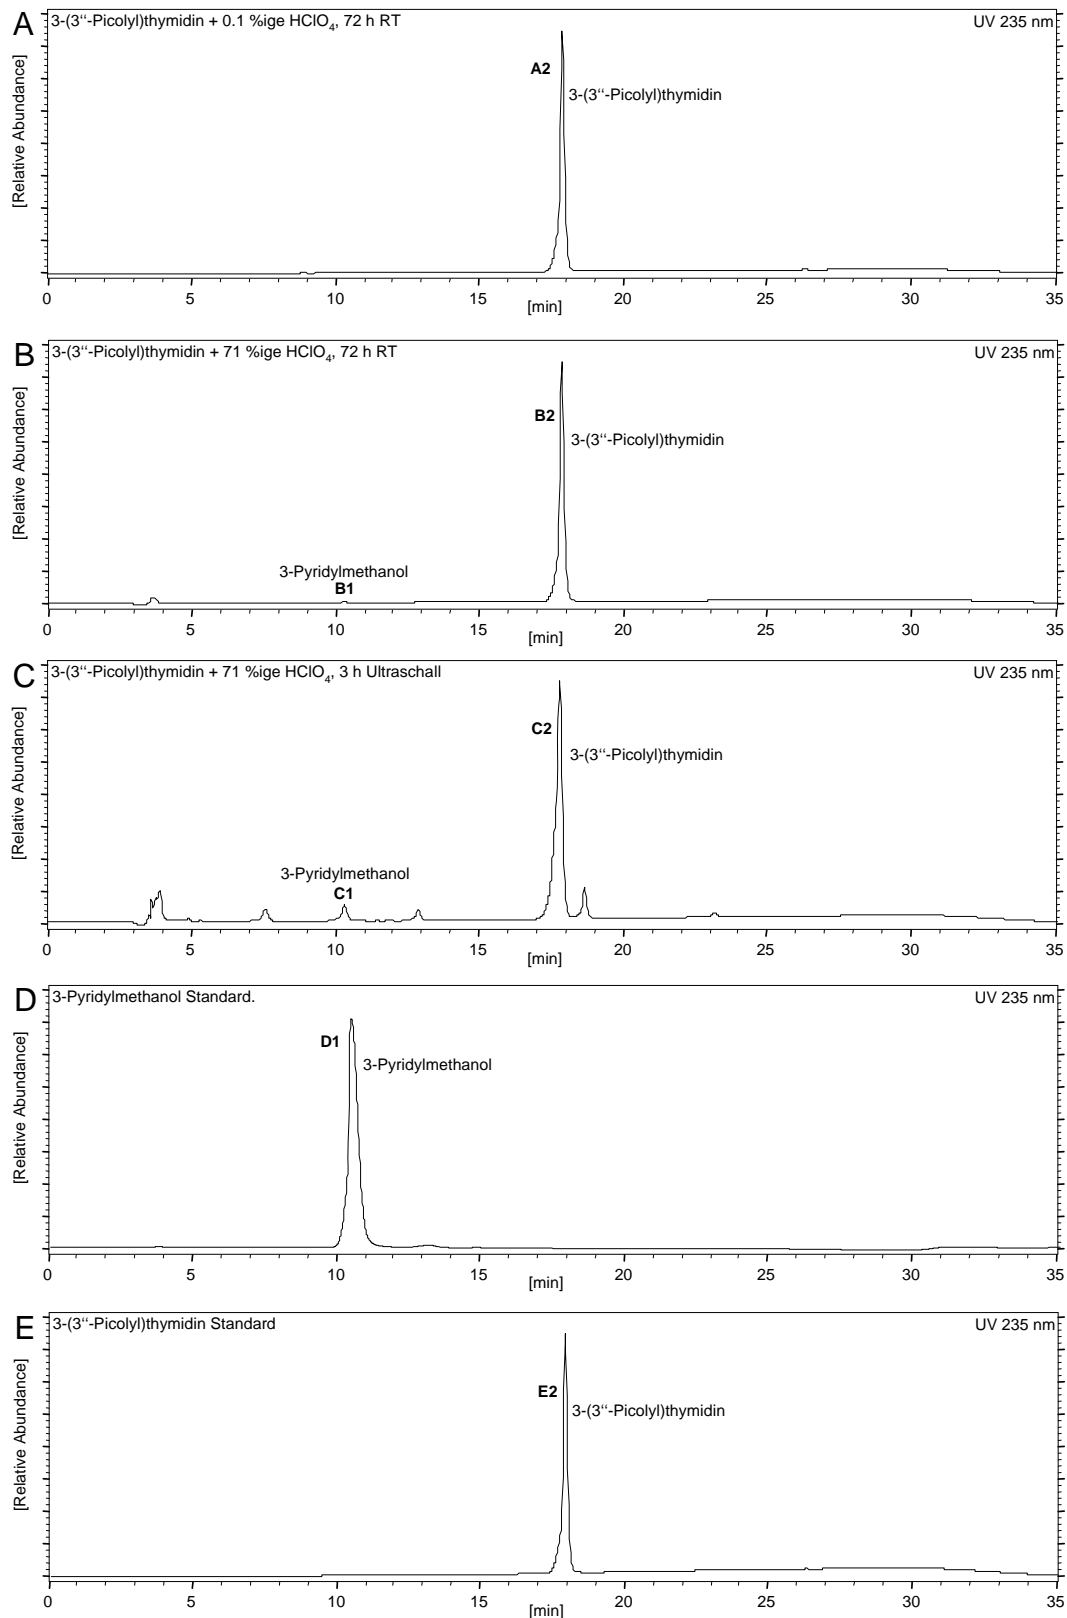 A
3-(3“-Picolyl)thymidin + 0.1 %ige HClO4, 72 h RT
UV 235 nm
[Relative Abundance]
A2
3-(3“-Picolyl)thymidin
0 5 10 15 20 25 30 35
[min]
B
3-(3“-Picolyl)thymidin + 71 %ige HClO4, 72 h RT
UV 235 nm
[Relative Abundance]
B2
3-(3“-Picolyl)thymidin
3-Pyridylmethanol
B1
0 5 10 15 20 25 30 35
[min]
C
3-(3“-Picolyl)thymidin + 71 %ige HClO4, 3 h Ultraschall
UV 235 nm
[Relative Abundance]
C2
3-(3“-Picolyl)thymidin
3-Pyridylmethanol
C1
0 5 10 15 20 25 30 35
[min]
D
3-Pyridylmethanol Standard.
UV 235 nm
[Relative Abundance]
D1
3-Pyridylmethanol
0 5 10 15 20 25 30 35
[min]
E
3-(3“-Picolyl)thymidin Standard
UV 235 nm
[Relative Abundance]
E2
3-(3“-Picolyl)thymidin
0 5 10 15 20 25 30 35
[min]